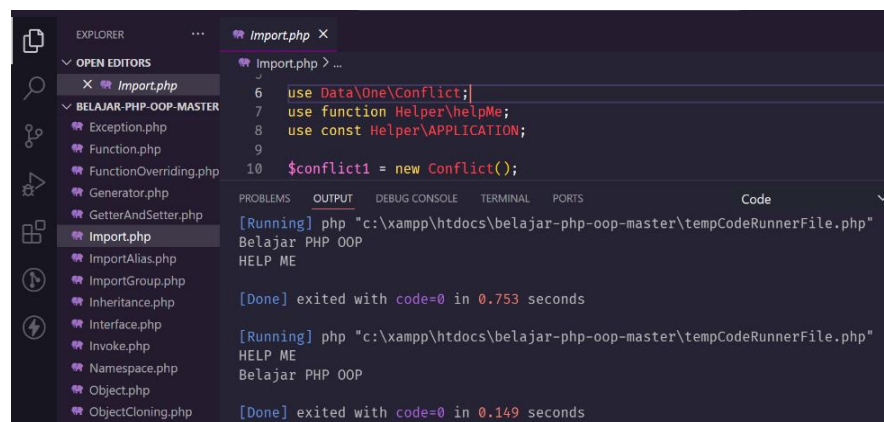 EXPLORER ...
OPEN EDITORS
X Import.php
BELAJAR-PHP-OOP-MASTER
Exception.php
Function.php
FunctionOverriding.php
Generator.php
GetterAndSetter.php
Import.php
ImportAlias.php
ImportGroup.php
Inheritance.php
Interface.php
Invoke.php
Namespace.php
Object.php
ObjectCloning.php
Import.php X
Import.php > ...
6 use Data\One\Conflict;
7 use function Helper\helpMe;
8 use const Helper\APPLICATION;
9
10 $conflict1 = new Conflict();
PROBLEMS OUTPUT DEBUG CONSOLE TERMINAL PORTS Code
[Running] php "c:\xampp\htdocs\belajar-php-oop-master\tempCodeRunnerFile.php"
Belajar PHP OOP
HELP ME
[Done] exited with code=0 in 0.753 seconds
[Running] php "c:\xampp\htdocs\belajar-php-oop-master\tempCodeRunnerFile.php"
HELP ME
Belajar PHP OOP
[Done] exited with code=0 in 0.149 seconds